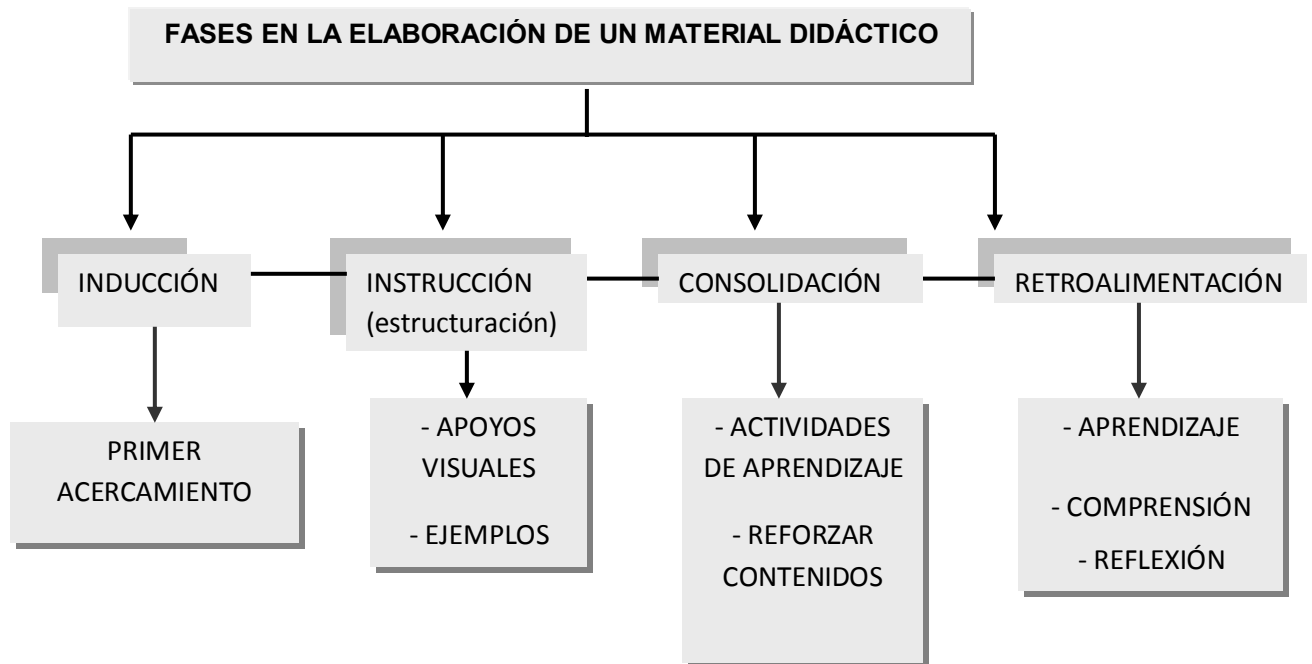 FASES EN LA ELABORACIÓN DE UN MATERIAL DIDÁCTICO
INDUCCIÓN
INSTRUCCIÓN
(estructuración)
CONSOLIDACIÓN
RETROALIMENTACIÓN
PRIMER
ACERCAMIENTO
- APOYOS
VISUALES
- EJEMPLOS
- ACTIVIDADES
DE APRENDIZAJE
- REFORZAR
CONTENIDOS
- APRENDIZAJE
- COMPRENSIÓN
- REFLEXIÓN